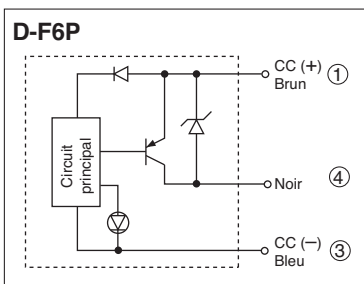 D-F6P
CC (+)
Brun
①
Circuit
principal
Noir
④
CC (–)
Bleu
③